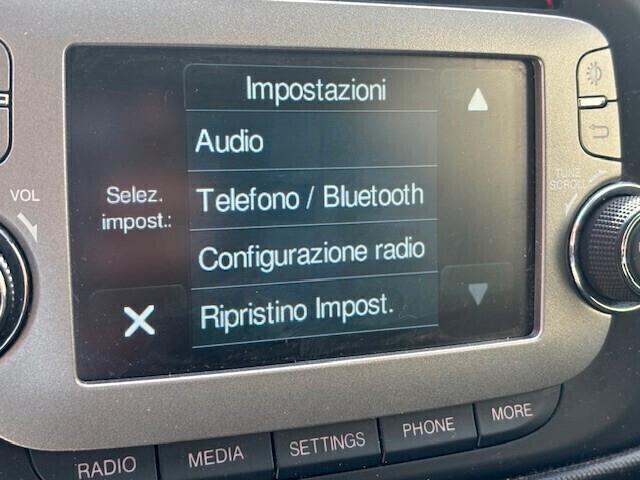 Impostazioni
Audio
Selez.
impost.:
Telefono / Bluetooth
Configurazione radio
Ripristino Impost.
VOL
TUNE
SCROLL
RADIO
MEDIA
SETTINGS
PHONE
MORE